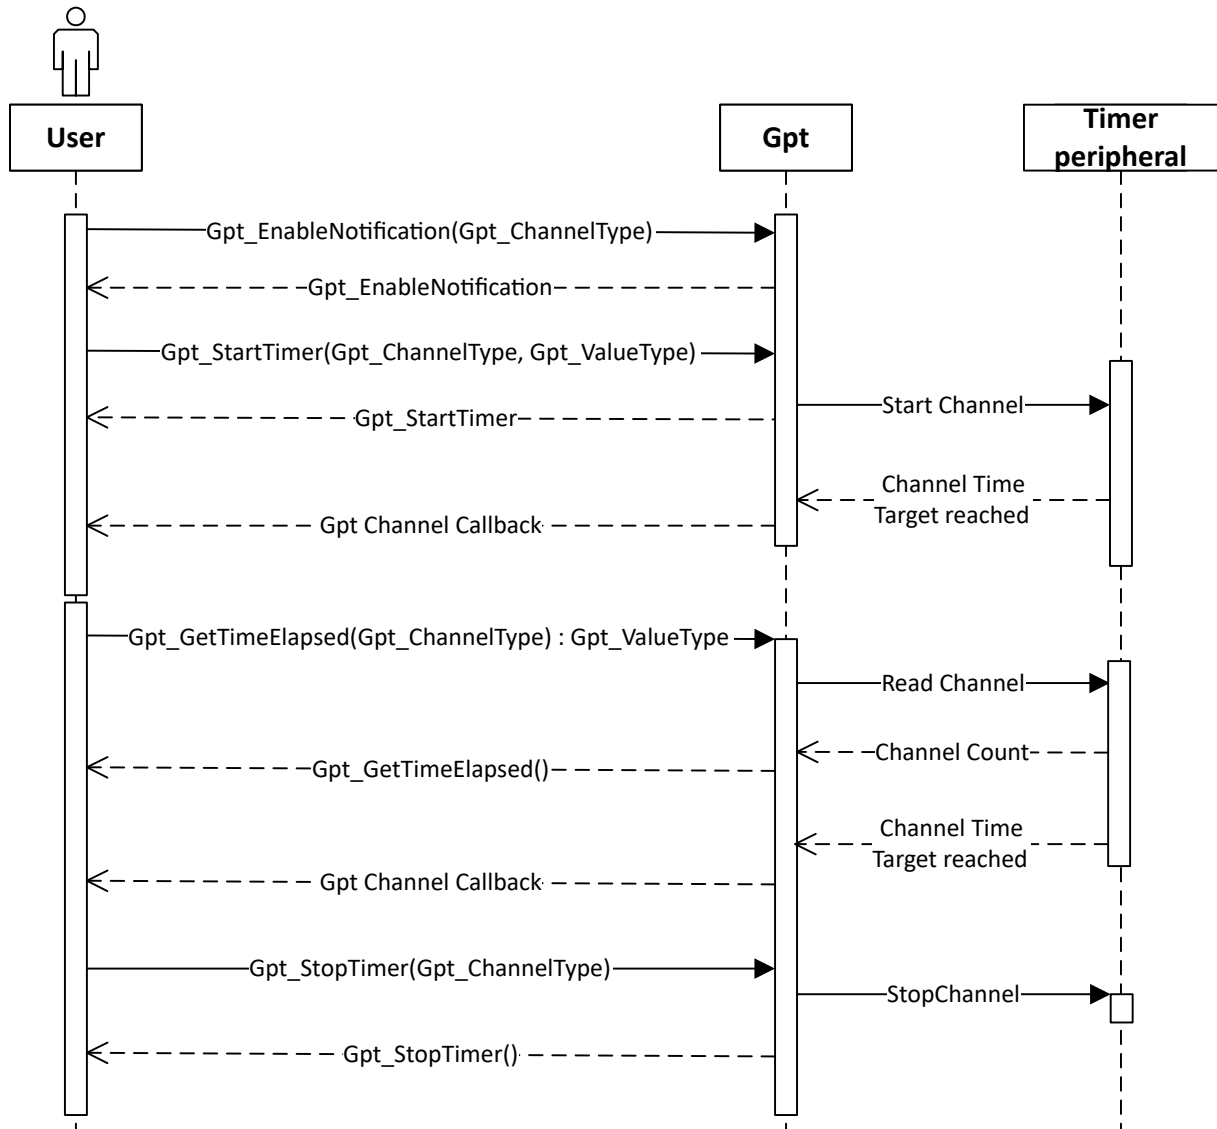 User
Gpt
Timer
peripheral
Gpt_EnableNotification(Gpt_ChannelType)
Gpt_EnableNotification
Gpt_StartTimer(Gpt_ChannelType, Gpt_ValueType)
Start Channel
Gpt_StartTimer
Channel Time
Target reached
Gpt Channel Callback
Gpt_GetTimeElapsed(Gpt_ChannelType) : Gpt_ValueType
Read Channel
Channel Count
Gpt_GetTimeElapsed()
Channel Time
Target reached
Gpt Channel Callback
Gpt_StopTimer(Gpt_ChannelType)
StopChannel
Gpt_StopTimer()